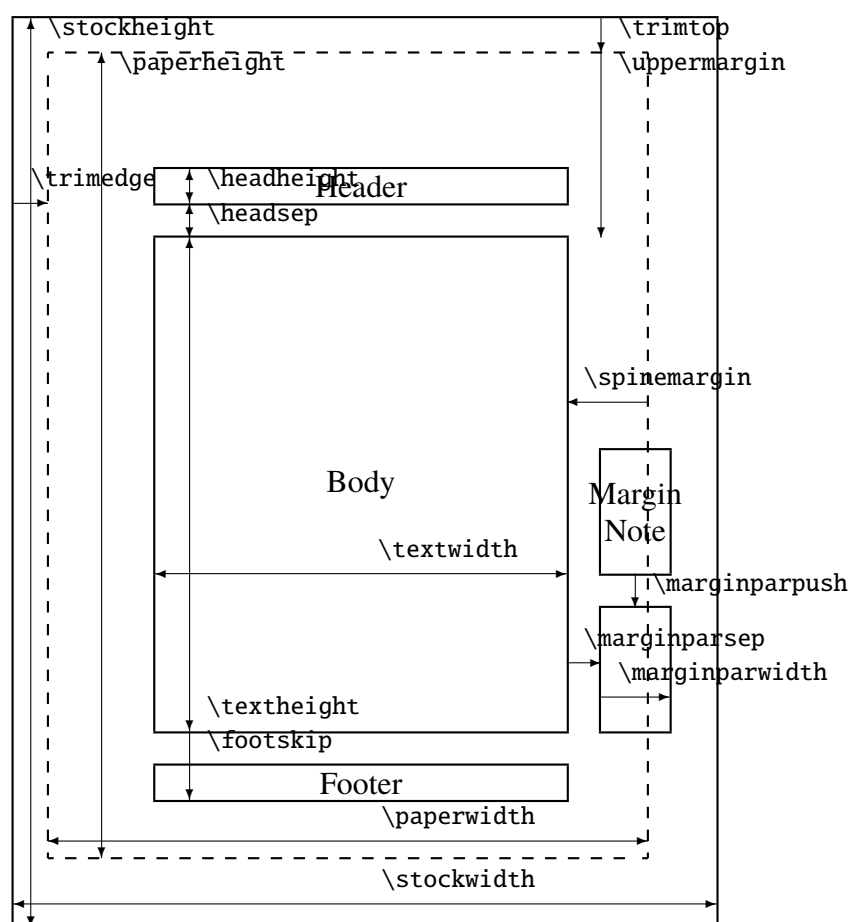 \stockheight
\trimtop
\paperheight
\uppermargin
\trimedge
\headheight
Header
\headsep
\spinemargin
Body
Margin
Note
\textwidth
\marginparpush
\marginparsep
\marginparwidth
\textheight
\footskip
Footer
\paperwidth
\stockwidth